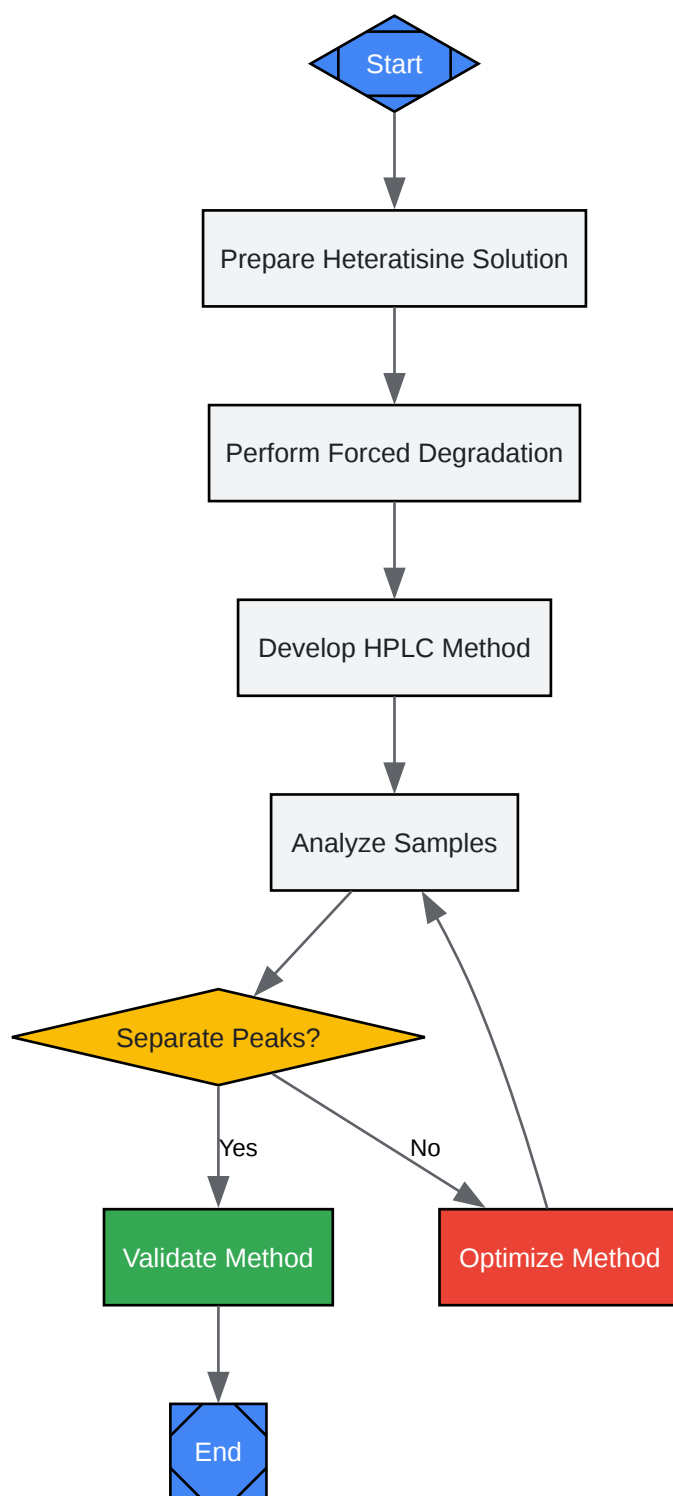 Start
Prepare Heteratisine Solution
Perform Forced Degradation
Develop HPLC Method
Analyze Samples
Separate Peaks?
Yes
No
Validate Method
Optimize Method
End